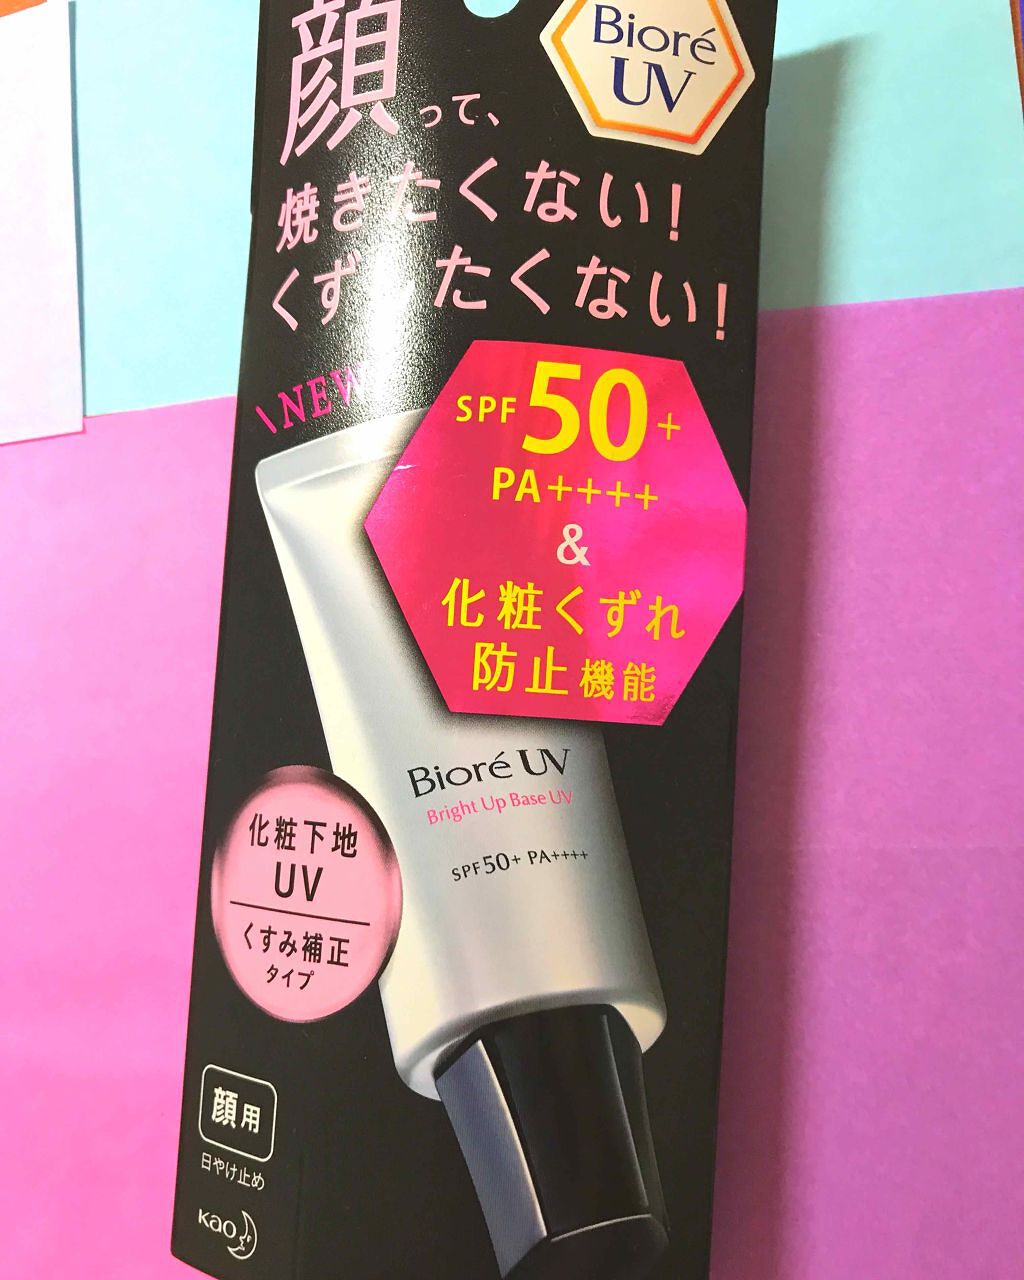 Bioré
UV
顔って、
焼きたくない!
くずれたくない!
\NEW
SPF50+
PA++++
&
化粧くずれ
防止機能
Bioré UV
Bright Up Base UV
SPF50+ PA++++
化粧下地
UV
くすみ補正
タイプ
顔用
日やけ止め
Kao